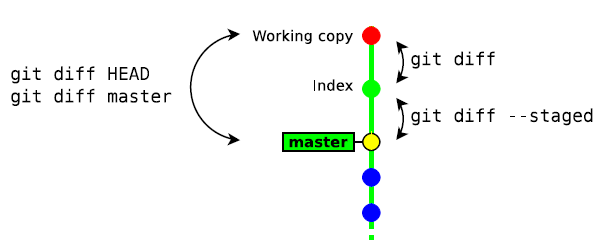 Working copy
git diff
git diff HEAD
git diff master
Index
git diff --staged
master